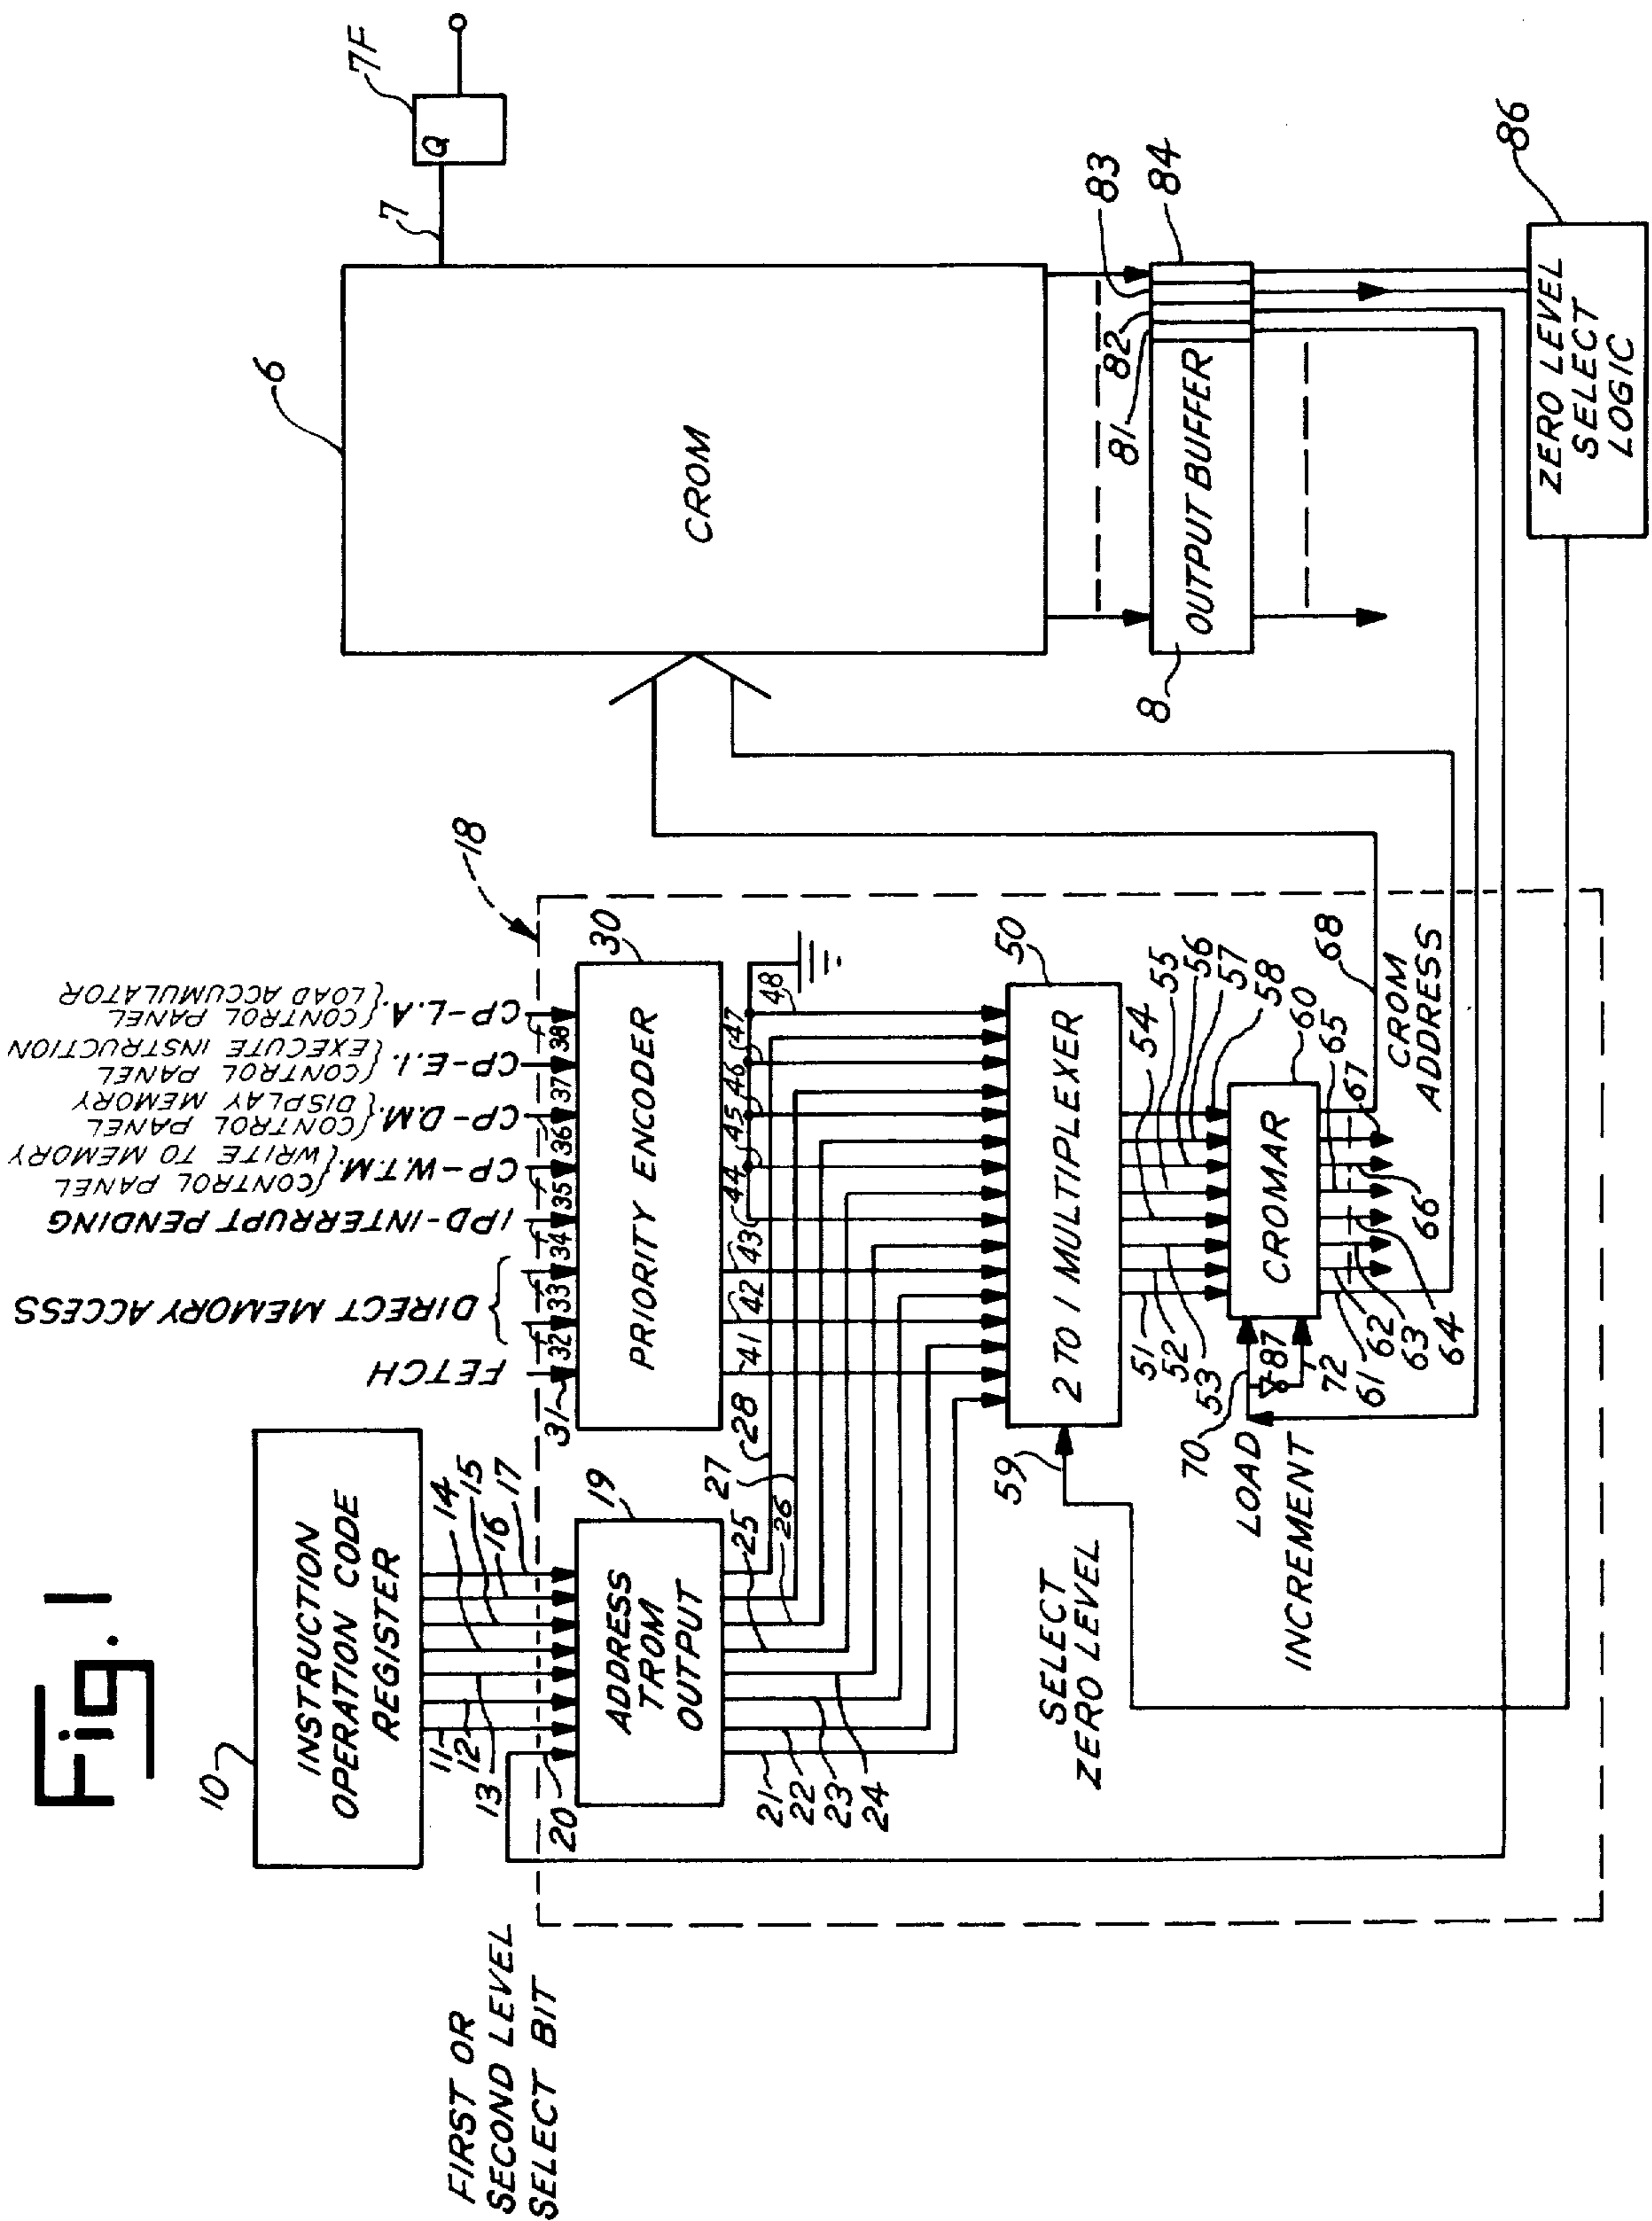 Fig. 1
10
INSTRUCTION
OPERATION CODE
REGISTER
11
12
13
14
15
16
17
FIRST OR
SECOND LEVEL
SELECT BIT
20
ADDRESS
TROM
OUTPUT
19
21
22
23
24
25
26
27
28
FETCH
DIRECT MEMORY ACCESS
IPD-INTERRUPT PENDING
CP-W.T.M. { CONTROL PANEL
WRITE TO MEMORY
CP-D.M. { CONTROL PANEL
DISPLAY MEMORY
CP-E.I. { CONTROL PANEL
EXECUTE INSTRUCTION
CP-L.A. { CONTROL PANEL
LOAD ACCUMULATOR
31
32
33
34
35
36
37
38
18
PRIORITY ENCODER
30
41
42
43
44
45
46
47
48
2 TO 1 MULTIPLEXER
50
59
SELECT
ZERO LEVEL
51
52
53
54
55
56
57
58
CROMAR
60
70
LOAD
INCREMENT
87
72
61
62
63
64
65
66
67
68
CROM
ADDRESS
6
CROM
7
Q
7F
8
OUTPUT BUFFER
81
82
83
84
86
ZERO LEVEL
SELECT
LOGIC